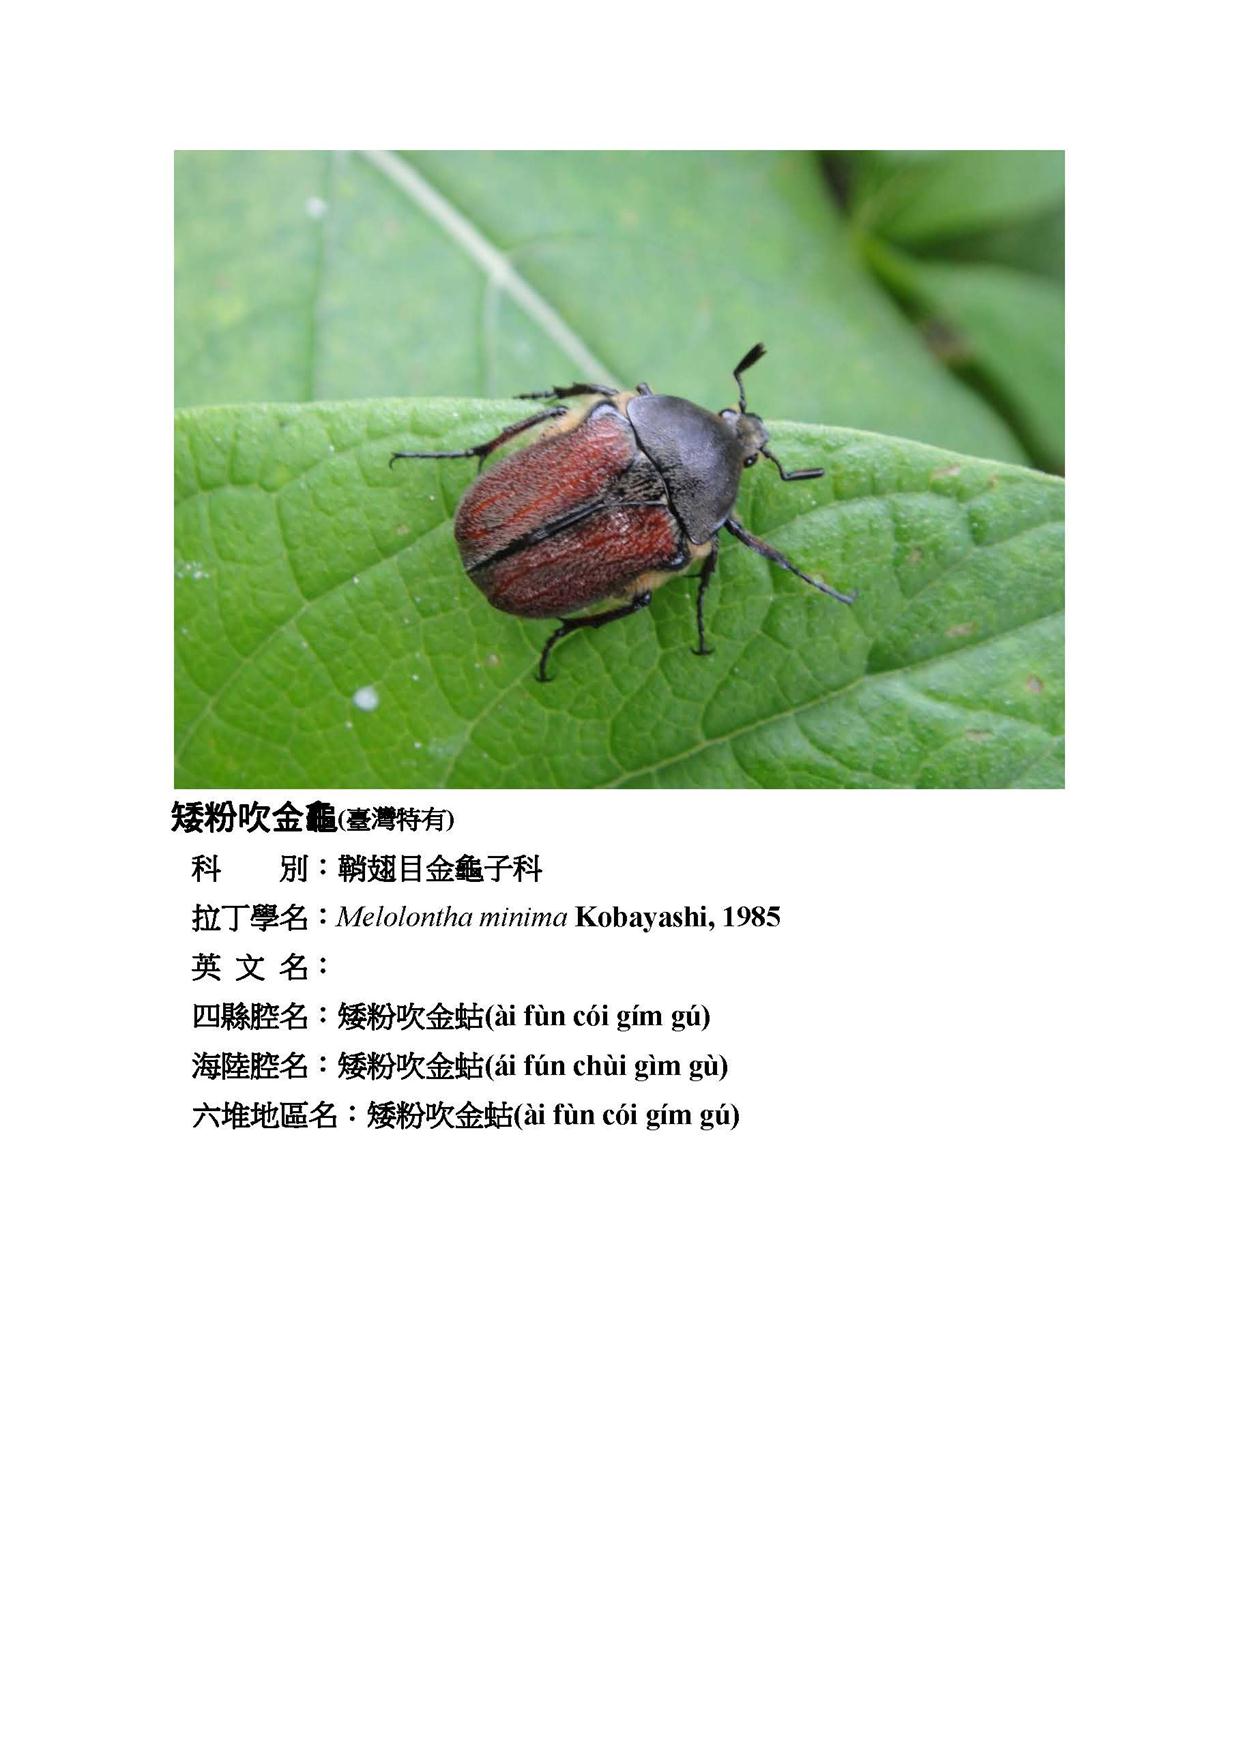 矮粉吹金龜(臺灣特有)
科　　別：鞘翅目金龜子科
拉丁學名：Melolontha minima Kobayashi, 1985
英 文 名：
四縣腔名：矮粉吹金蛄(ài fùn cói gím gú)
海陸腔名：矮粉吹金蛄(ái fún chùi gìm gù)
六堆地區名：矮粉吹金蛄(ài fùn cói gím gú)